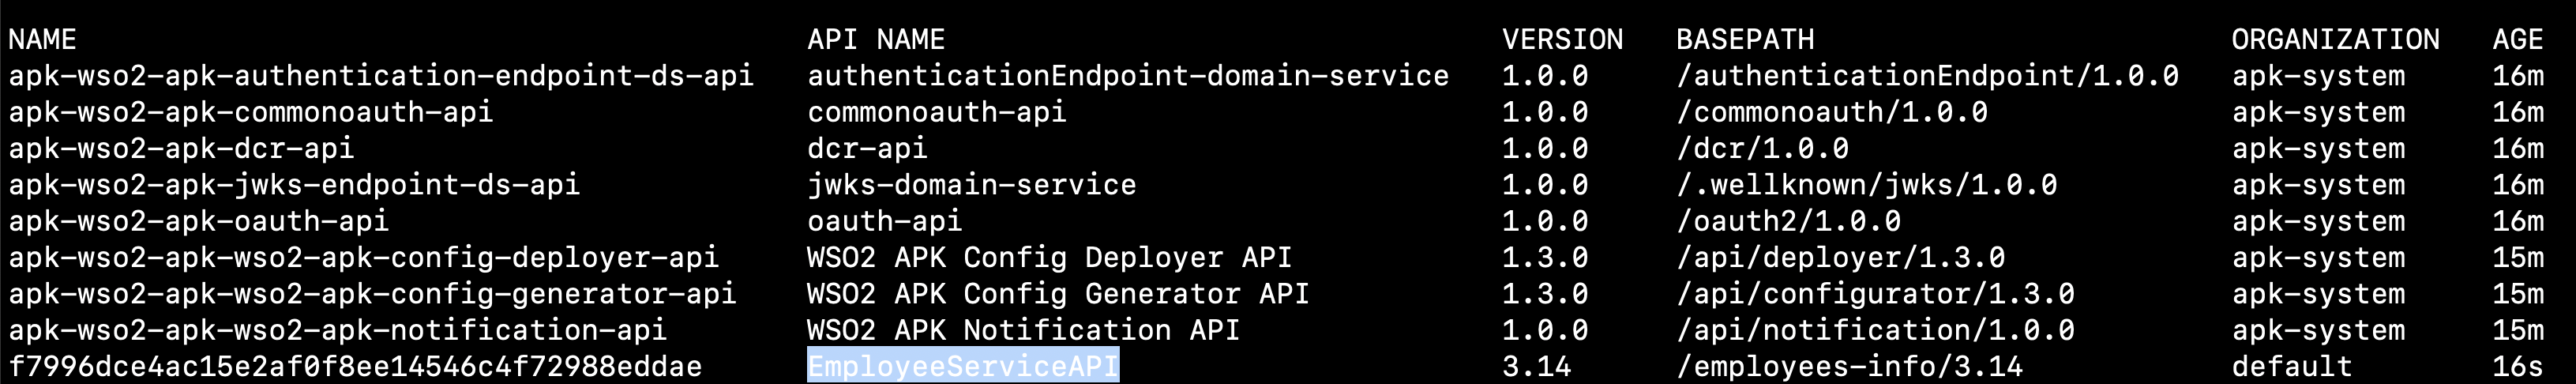 NAME API NAME VERSION BASEPATH ORGANIZATION AGE
apk-wso2-apk-authentication-endpoint-ds-api authenticationEndpoint-domain-service 1.0.0 /authenticationEndpoint/1.0.0 apk-system 16m
apk-wso2-apk-commonoauth-api commonoauth-api 1.0.0 /commonoauth/1.0.0 apk-system 16m
apk-wso2-apk-dcr-api dcr-api 1.0.0 /dcr/1.0.0 apk-system 16m
apk-wso2-apk-jwks-endpoint-ds-api jwks-domain-service 1.0.0 /.wellknown/jwks/1.0.0 apk-system 16m
apk-wso2-apk-oauth-api oauth-api 1.0.0 /oauth2/1.0.0 apk-system 16m
apk-wso2-apk-wso2-apk-config-deployer-api WSO2 APK Config Deployer API 1.3.0 /api/deployer/1.3.0 apk-system 15m
apk-wso2-apk-wso2-apk-config-generator-api WSO2 APK Config Generator API 1.3.0 /api/configurator/1.3.0 apk-system 15m
apk-wso2-apk-wso2-apk-notification-api WSO2 APK Notification API 1.0.0 /api/notification/1.0.0 apk-system 15m
f7996dce4ac15e2af0f8ee14546c4f72988eddae EmployeeServiceAPI 3.14 /employees-info/3.14 default 16s